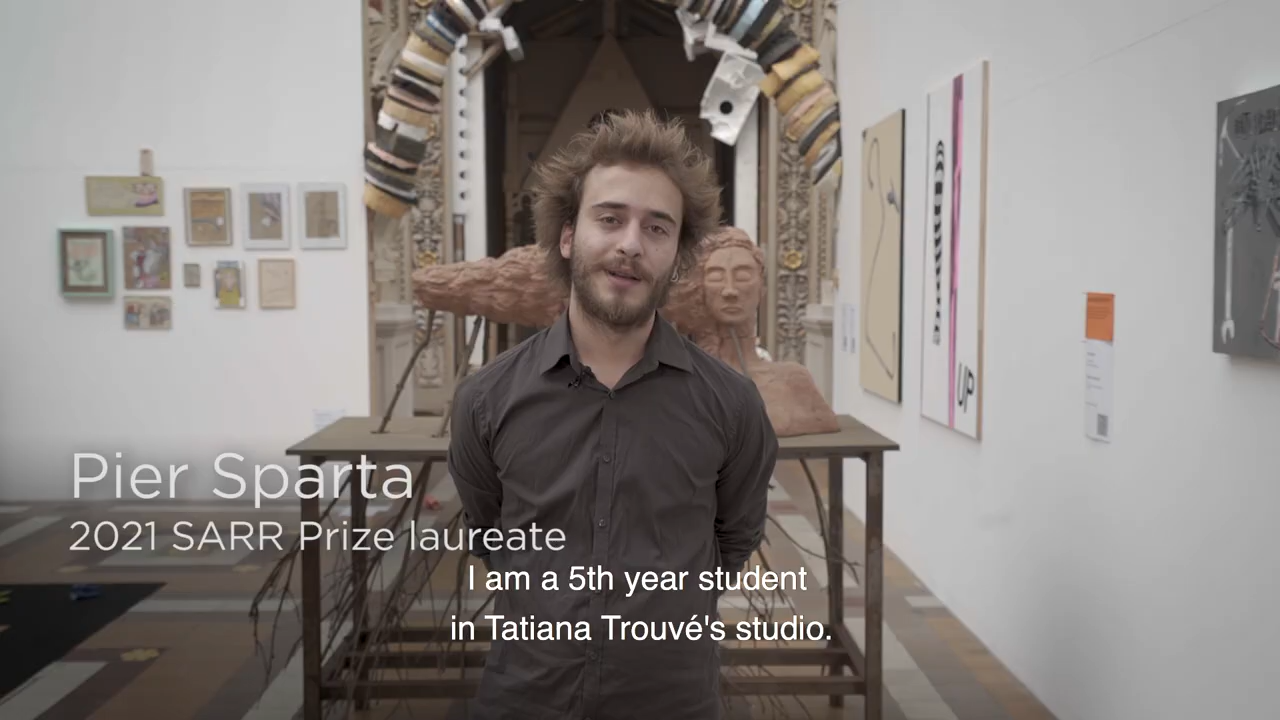 UP
Pier Sparta
2021 SARR Prize laureate
I am a 5th year student
in Tatiana Trouvé's studio.